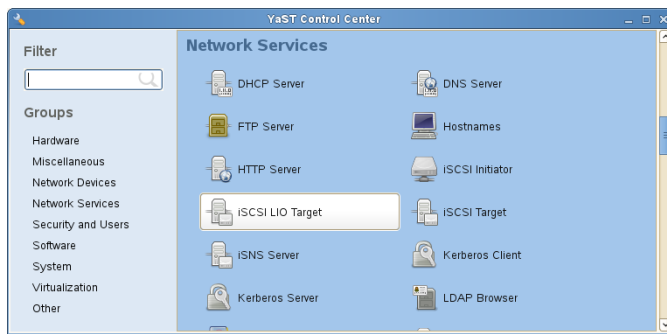 YaST Control Center
Filter
Groups
Hardware
Miscellaneous
Network Devices
Network Services
Security and Users
Software
System
Virtualization
Other
Network Services
DHCP Server
DNS Server
FTP Server
Hostnames
HTTP Server
iSCSI Initiator
iSCSI LIO Target
iSCSI Target
iSNS Server
Kerberos Client
Kerberos Server
LDAP Browser